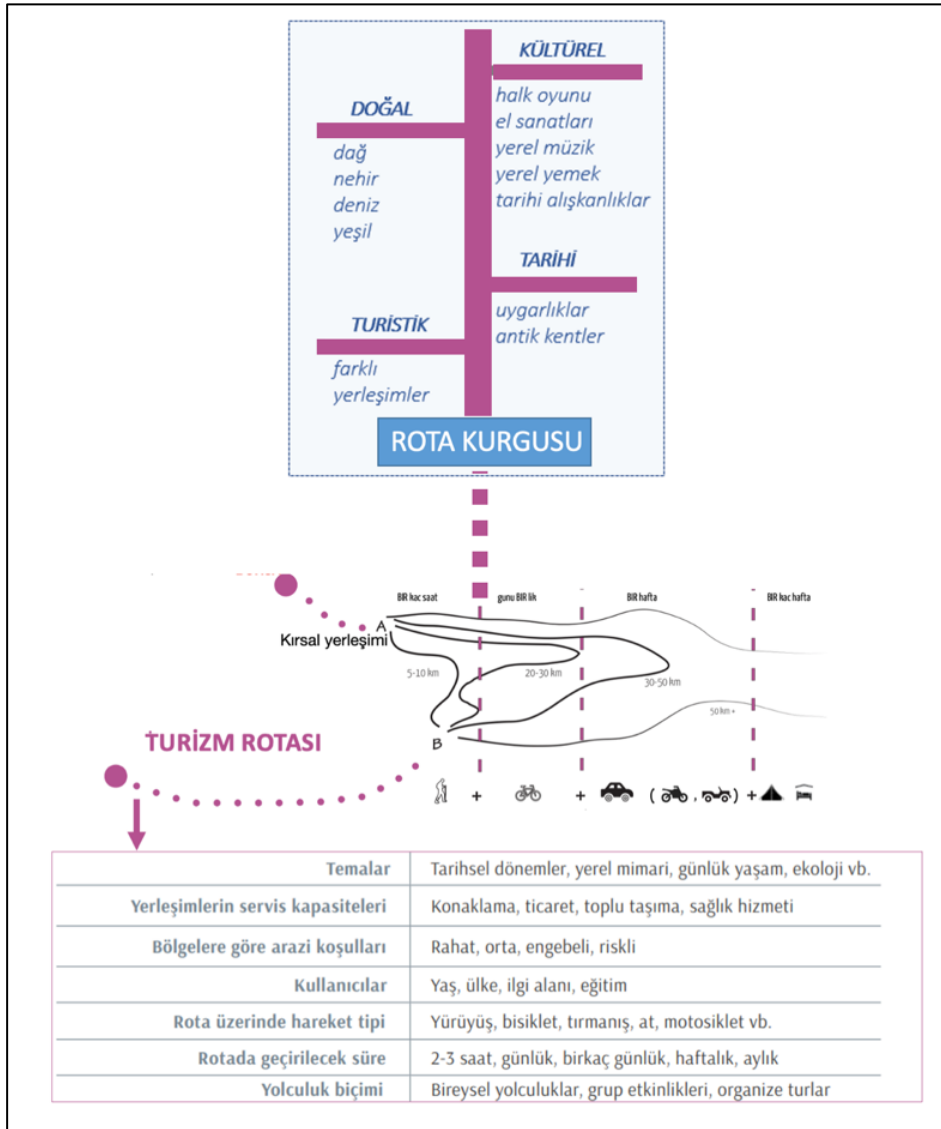 KÜLTÜREL
halk oyunu
el sanatları
yerel müzik
yerel yemek
tarihi alışkanlıklar
DOĞAL
dağ
nehir
deniz
yeşil
TARİHİ
uygarlıklar
antik kentler
TURİSTİK
farklı
yerleşimler
ROTA KURGUSU
BIR kac saat
gunu BIR lik
BIR hafta
BIR kac hafta
A
Kırsal yerleşimi
5-10 km
20-30 km
30-50 km
50 km +
B
TURİZM ROTASI
+ + ( , ) +
Temalar Tarihsel dönemler, yerel mimari, günlük yaşam, ekoloji vb.
Yerleşimlerin servis kapasiteleri Konaklama, ticaret, toplu taşıma, sağlık hizmeti
Bölgelere göre arazi koşulları Rahat, orta, engebeli, riskli
Kullanıcılar Yaş, ülke, ilgi alanı, eğitim
Rota üzerinde hareket tipi Yürüyüş, bisiklet, tırmanış, at, motosiklet vb.
Rotada geçirilecek süre 2-3 saat, günlük, birkaç günlük, haftalık, aylık
Yolculuk biçimi Bireysel yolculuklar, grup etkinlikleri, organize turlar